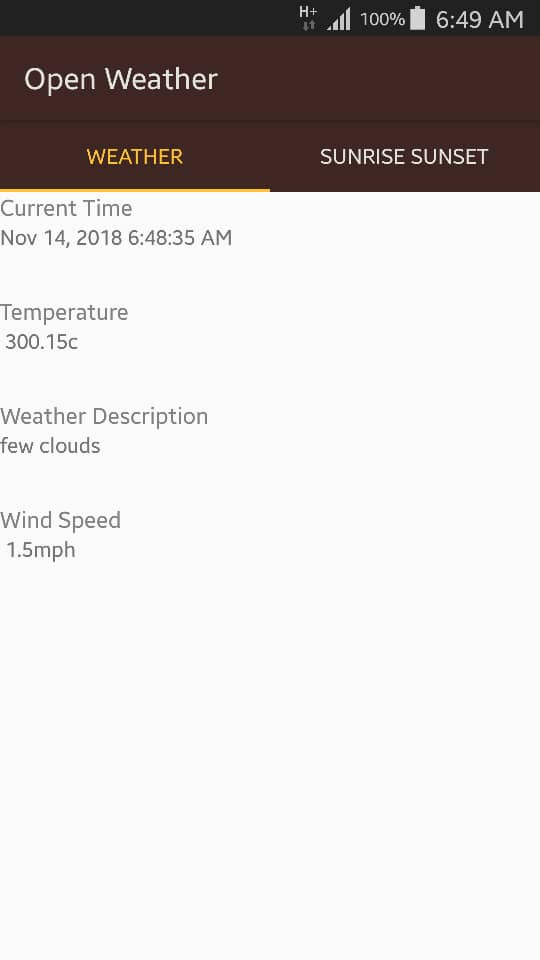 H+ 100% 6:49 AM
Open Weather
WEATHER SUNRISE SUNSET
Current Time
Nov 14, 2018 6:48:35 AM
Temperature
300.15c
Weather Description
few clouds
Wind Speed
1.5mph